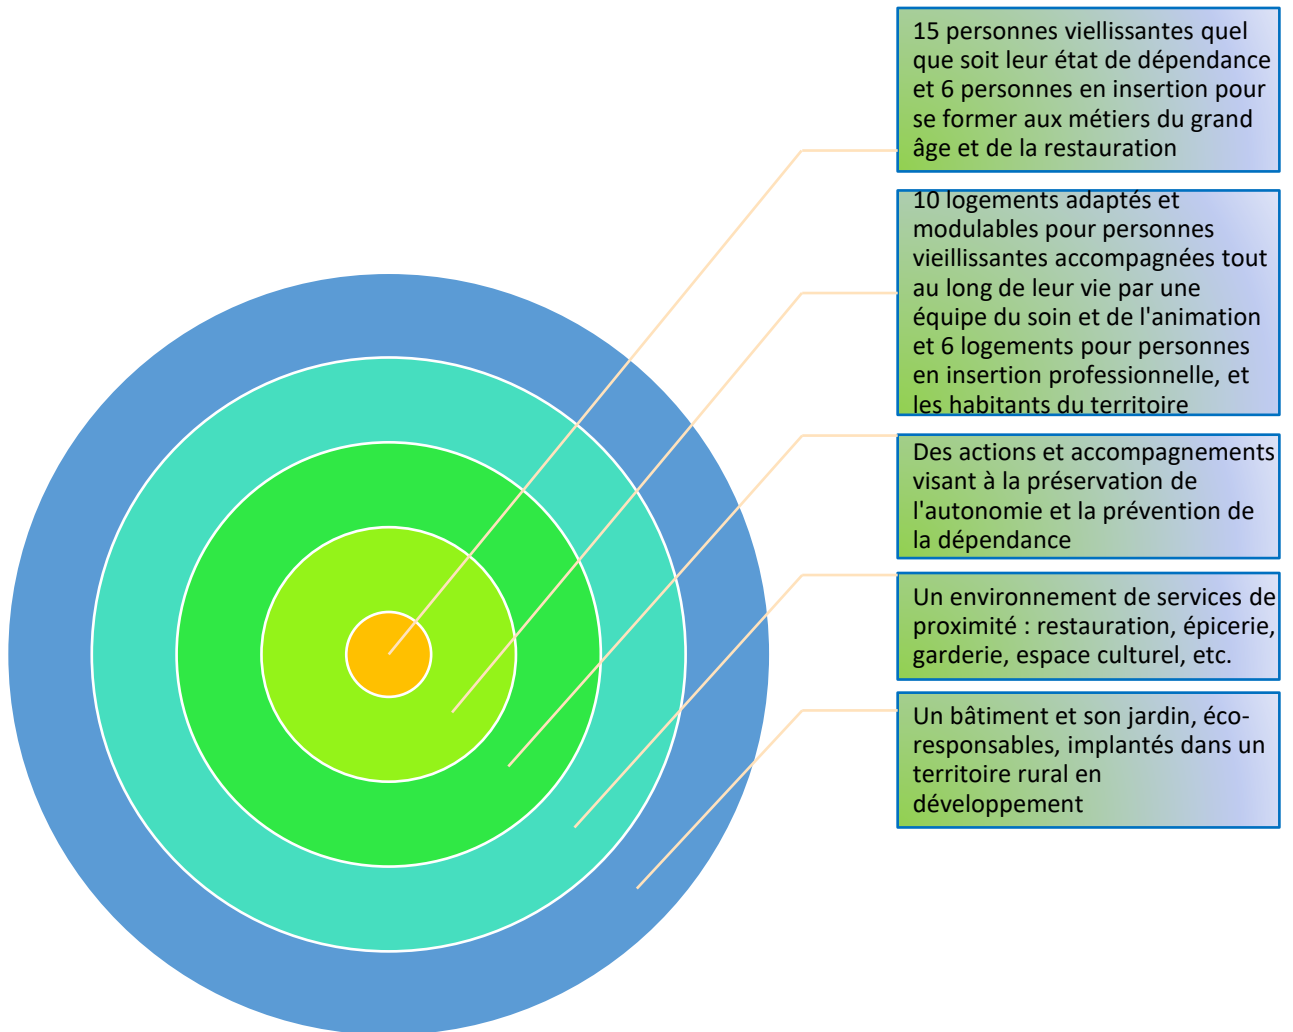 15 personnes viellissantes quel
que soit leur état de dépendance
et 6 personnes en insertion pour
se former aux métiers du grand
âge et de la restauration
10 logements adaptés et
modulables pour personnes
vieillissantes accompagnées tout
au long de leur vie par une
équipe du soin et de l'animation
et 6 logements pour personnes
en insertion professionnelle, et
les habitants du territoire
Des actions et accompagnements
visant à la préservation de
l'autonomie et la prévention de
la dépendance
Un environnement de services de
proximité : restauration, épicerie,
garderie, espace culturel, etc.
Un bâtiment et son jardin, éco-
responsables, implantés dans un
territoire rural en
développement